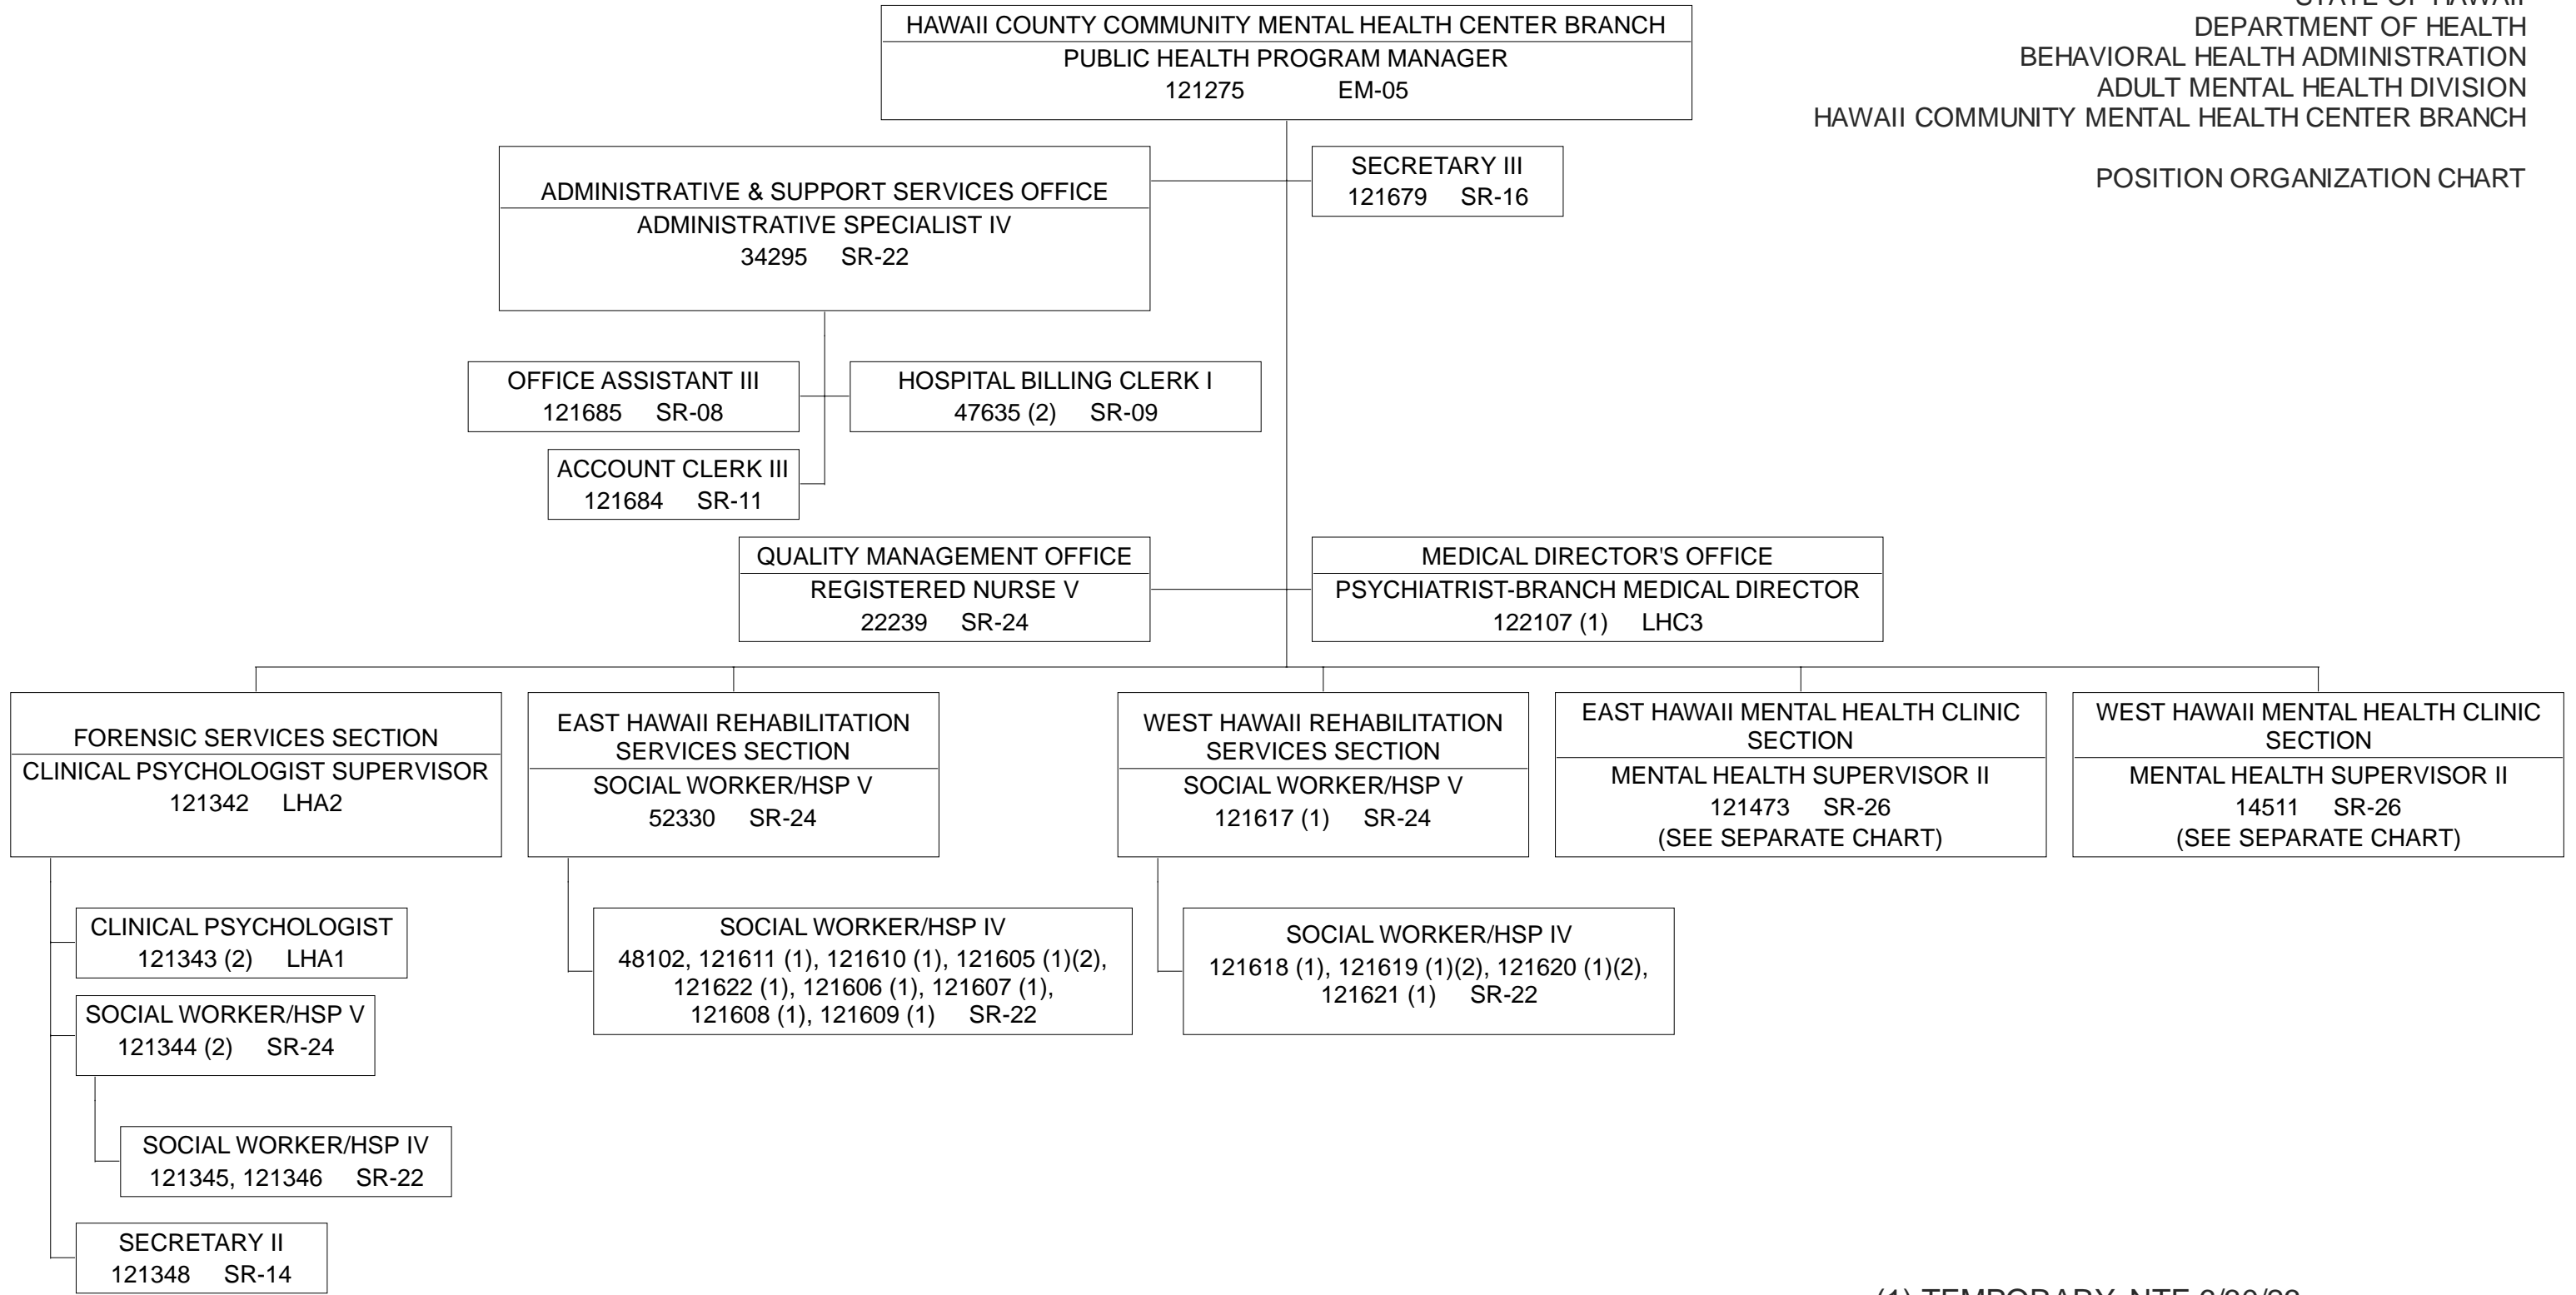 STATE OF HAWAII
DEPARTMENT OF HEALTH
BEHAVIORAL HEALTH ADMINISTRATION
ADULT MENTAL HEALTH DIVISION
HAWAII COMMUNITY MENTAL HEALTH CENTER BRANCH
POSITION ORGANIZATION CHART
HAWAII COUNTY COMMUNITY MENTAL HEALTH CENTER BRANCH
PUBLIC HEALTH PROGRAM MANAGER
121275 EM-05
ADMINISTRATIVE & SUPPORT SERVICES OFFICE
ADMINISTRATIVE SPECIALIST IV
34295 SR-22
SECRETARY III
121679 SR-16
OFFICE ASSISTANT III
121685 SR-08
HOSPITAL BILLING CLERK I
47635 (2) SR-09
ACCOUNT CLERK III
121684 SR-11
QUALITY MANAGEMENT OFFICE
REGISTERED NURSE V
22239 SR-24
MEDICAL DIRECTOR'S OFFICE
PSYCHIATRIST-BRANCH MEDICAL DIRECTOR
122107 (1) LHC3
FORENSIC SERVICES SECTION
CLINICAL PSYCHOLOGIST SUPERVISOR
121342 LHA2
EAST HAWAII REHABILITATION
SERVICES SECTION
SOCIAL WORKER/HSP V
52330 SR-24
WEST HAWAII REHABILITATION
SERVICES SECTION
SOCIAL WORKER/HSP V
121617 (1) SR-24
EAST HAWAII MENTAL HEALTH CLINIC
SECTION
MENTAL HEALTH SUPERVISOR II
121473 SR-26
(SEE SEPARATE CHART)
WEST HAWAII MENTAL HEALTH CLINIC
SECTION
MENTAL HEALTH SUPERVISOR II
14511 SR-26
(SEE SEPARATE CHART)
CLINICAL PSYCHOLOGIST
121343 (2) LHA1
SOCIAL WORKER/HSP V
121344 (2) SR-24
SOCIAL WORKER/HSP IV
121345, 121346 SR-22
SECRETARY II
121348 SR-14
SOCIAL WORKER/HSP IV
48102, 121611 (1), 121610 (1), 121605 (1)(2),
121622 (1), 121606 (1), 121607 (1),
121608 (1), 121609 (1) SR-22
SOCIAL WORKER/HSP IV
121618 (1), 121619 (1)(2), 121620 (1)(2),
121621 (1) SR-22
(1) TEMPORARY, NTE